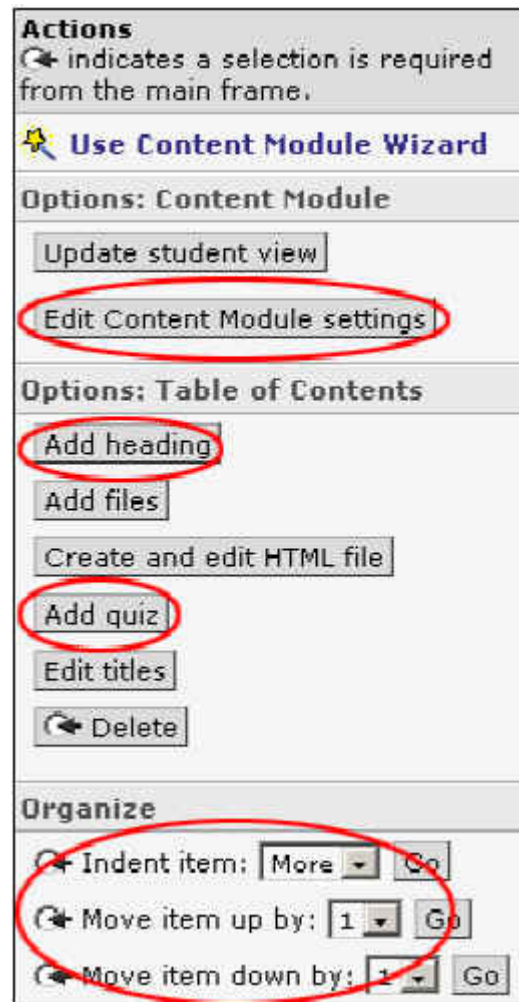 Actions
indicates a selection is required
from the main frame.
Use Content Module Wizard
Options: Content Module
Update student view
Edit Content Module settings
Options: Table of Contents
Add heading
Add files
Create and edit HTML file
Add quiz
Edit titles
Delete
Organize
Indent item: More Go
Move item up by: 1 Go
Move item down by: 1 Go